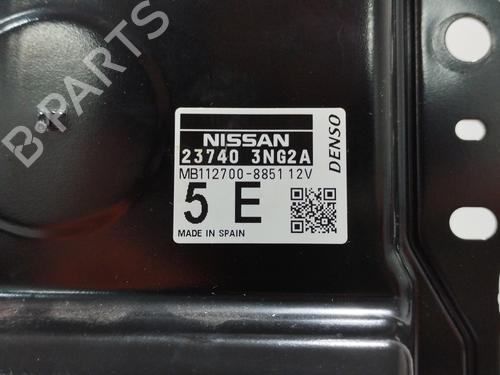 B-PARTS
NISSAN
23740 3NG2A
MB112700-8851 12V
5 E
MADE IN SPAIN
DENSO